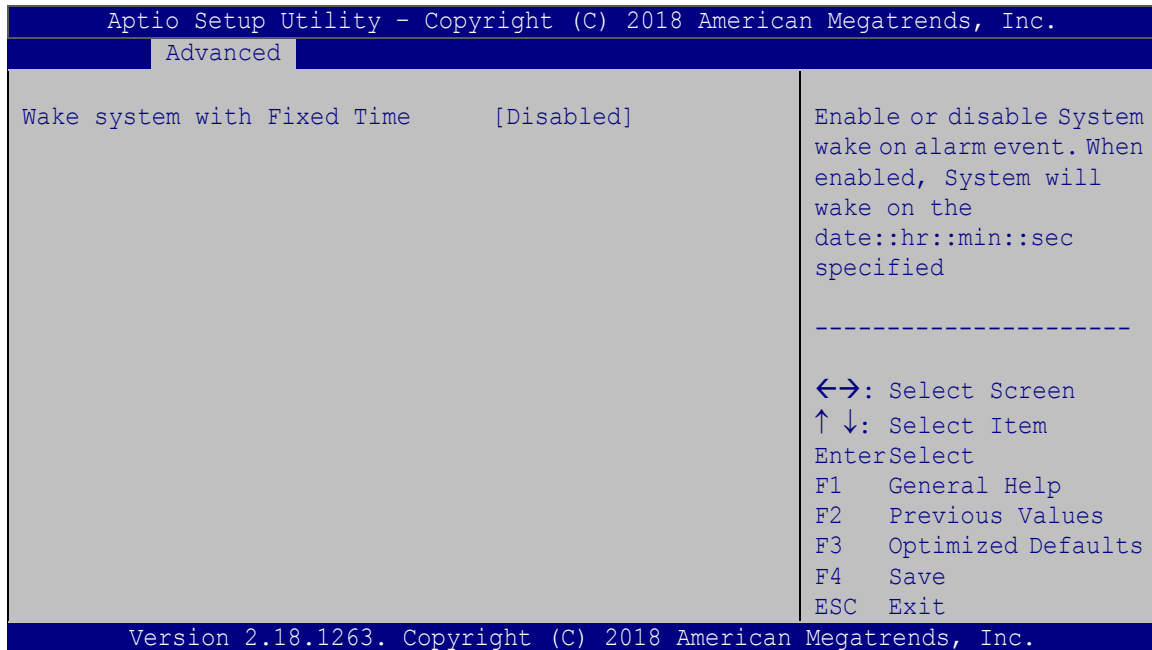 Aptio Setup Utility – Copyright (C) 2018 American Megatrends, Inc.
Advanced
Wake system with Fixed Time [Disabled]
Enable or disable System
wake on alarm event. When
enabled, System will
wake on the
date::hr::min::sec
specified
----------------------
←→: Select Screen
↑ ↓: Select Item
EnterSelect
F1 General Help
F2 Previous Values
F3 Optimized Defaults
F4 Save
ESC Exit
Version 2.18.1263. Copyright (C) 2018 American Megatrends, Inc.